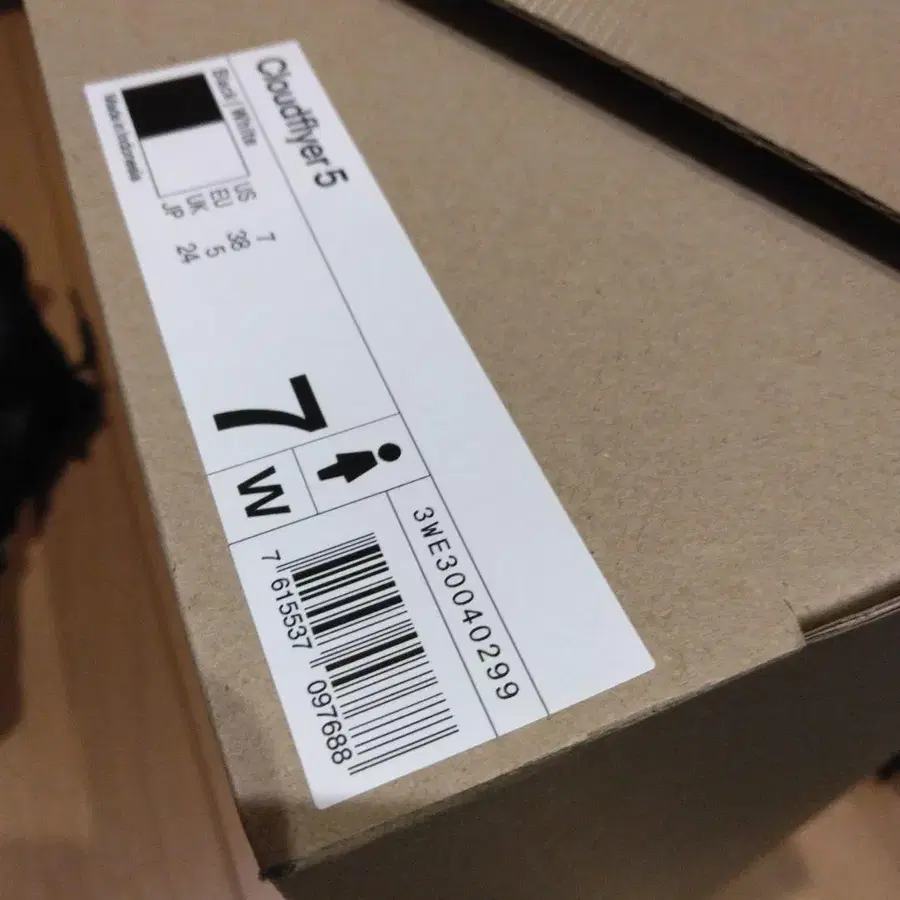 Cloudflyer 5
Black / White
Made in Indonesia
US 7
EU 38
UK 5
JP 24
7
W
3WE30040299
7 615537 097688